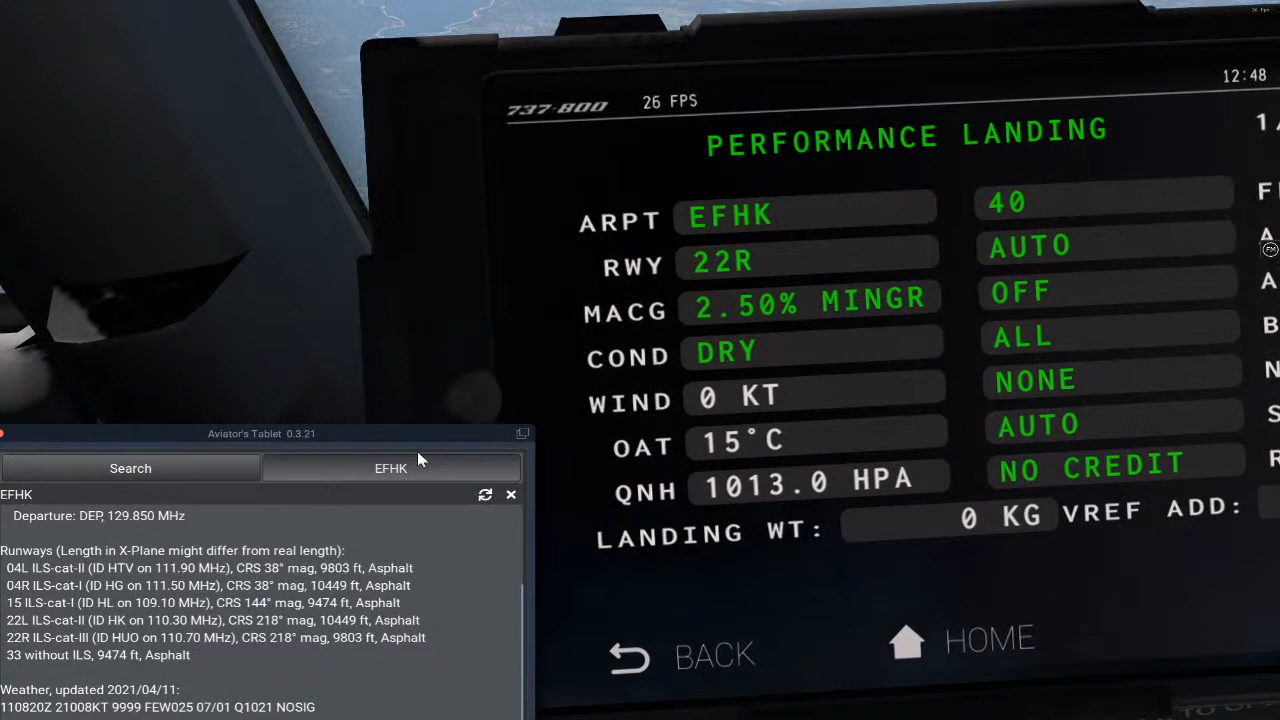 26 Fps
737-800 26 FPS 12:48
PERFORMANCE LANDING 1/
ARPT EFHK 40 F
RWY 22R AUTO A
MACG 2.50% MINGR OFF A
COND DRY ALL B
WIND 0 KT NONE N
OAT 15°C AUTO S
QNH 1013.0 HPA NO CREDIT R
LANDING WT: 0 KG VREF ADD:
BACK HOME
FM
Aviator's Tablet 0.3.21
Search EFHK
EFHK
Departure: DEP, 129.850 MHz
Runways (Length in X-Plane might differ from real length):
04L ILS-cat-II (ID HTV on 111.90 MHz), CRS 38° mag, 9803 ft, Asphalt
04R ILS-cat-I (ID HG on 111.50 MHz), CRS 38° mag, 10449 ft, Asphalt
15 ILS-cat-I (ID HL on 109.10 MHz), CRS 144° mag, 9474 ft, Asphalt
22L ILS-cat-II (ID HK on 110.30 MHz), CRS 218° mag, 10449 ft, Asphalt
22R ILS-cat-III (ID HUO on 110.70 MHz), CRS 218° mag, 9803 ft, Asphalt
33 without ILS, 9474 ft, Asphalt
Weather, updated 2021/04/11:
110820Z 21008KT 9999 FEW025 07/01 Q1021 NOSIG